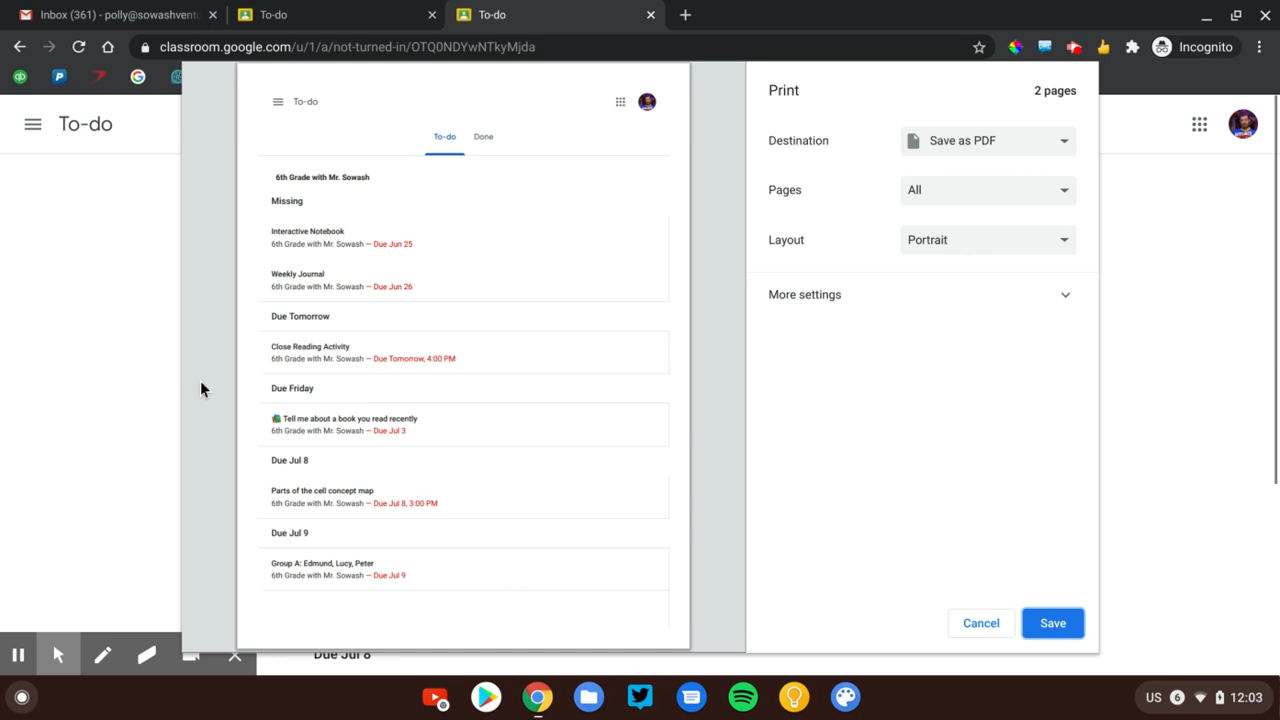 Inbox (361) - polly@sowashvent
To-do
To-do
classroom.google.com/u/1/a/not-turned-in/OTQ0NDYwNTkyMjda
Incognito
To-do
To-do
To-do
Done
6th Grade with Mr. Sowash
Missing
Interactive Notebook
6th Grade with Mr. Sowash — Due Jun 25
Weekly Journal
6th Grade with Mr. Sowash — Due Jun 26
Due Tomorrow
Close Reading Activity
6th Grade with Mr. Sowash — Due Tomorrow, 4:00 PM
Due Friday
Tell me about a book you read recently
6th Grade with Mr. Sowash — Due Jul 3
Due Jul 8
Parts of the cell concept map
6th Grade with Mr. Sowash — Due Jul 8, 3:00 PM
Due Jul 9
Group A: Edmund, Lucy, Peter
6th Grade with Mr. Sowash — Due Jul 9
Print
2 pages
Destination
Save as PDF
Pages
All
Layout
Portrait
More settings
Cancel
Save
Due Jul 8
US
6
12:03